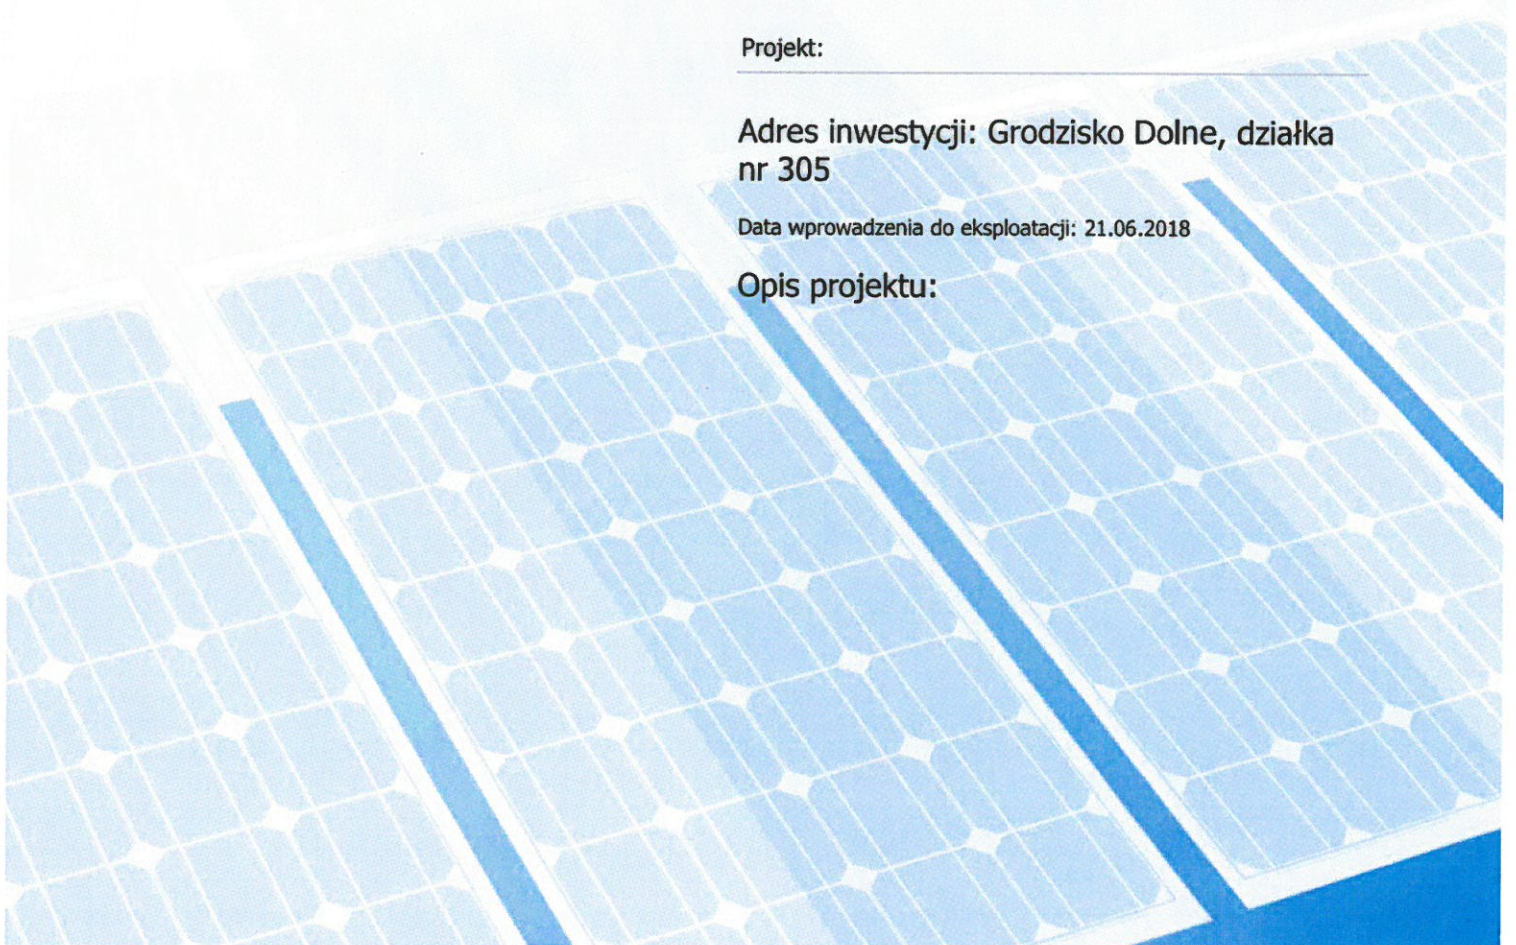 Projekt:
Adres inwestycji: Grodzisko Dolne, działka
nr 305
Data wprowadzenia do eksploatacji: 21.06.2018
Opis projektu: